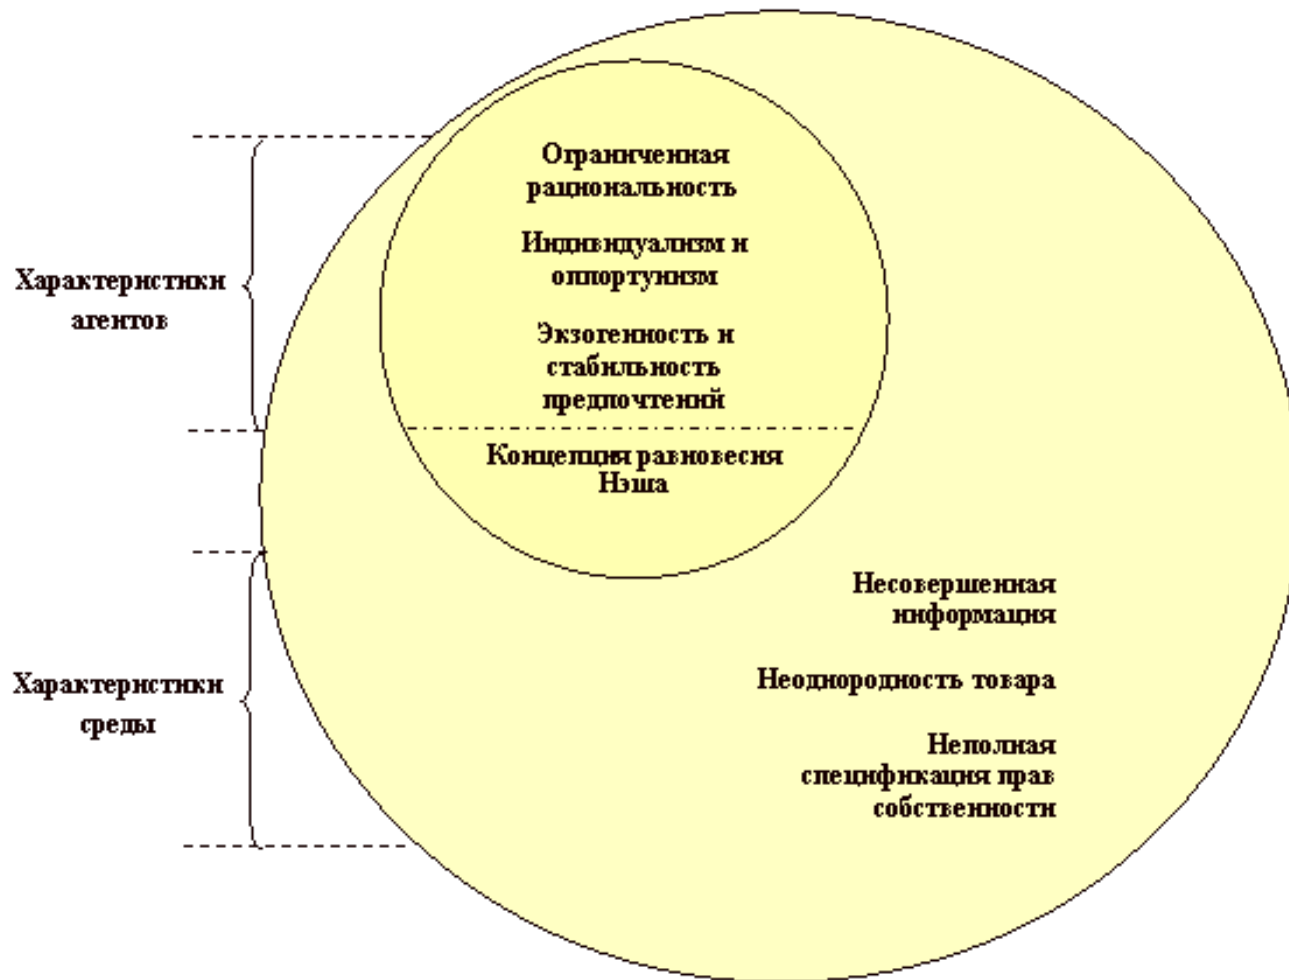 Ограниченная
рациональность
Индивидуализм и
оппортунизм
Характеристики
агентов
Экзогенность и
стабильность
предпочтений
Концепция равновесия
Нэша
Несовершенная
информация
Характеристики
среды
Неоднородность товара
Неполная
спецификация прав
собственности